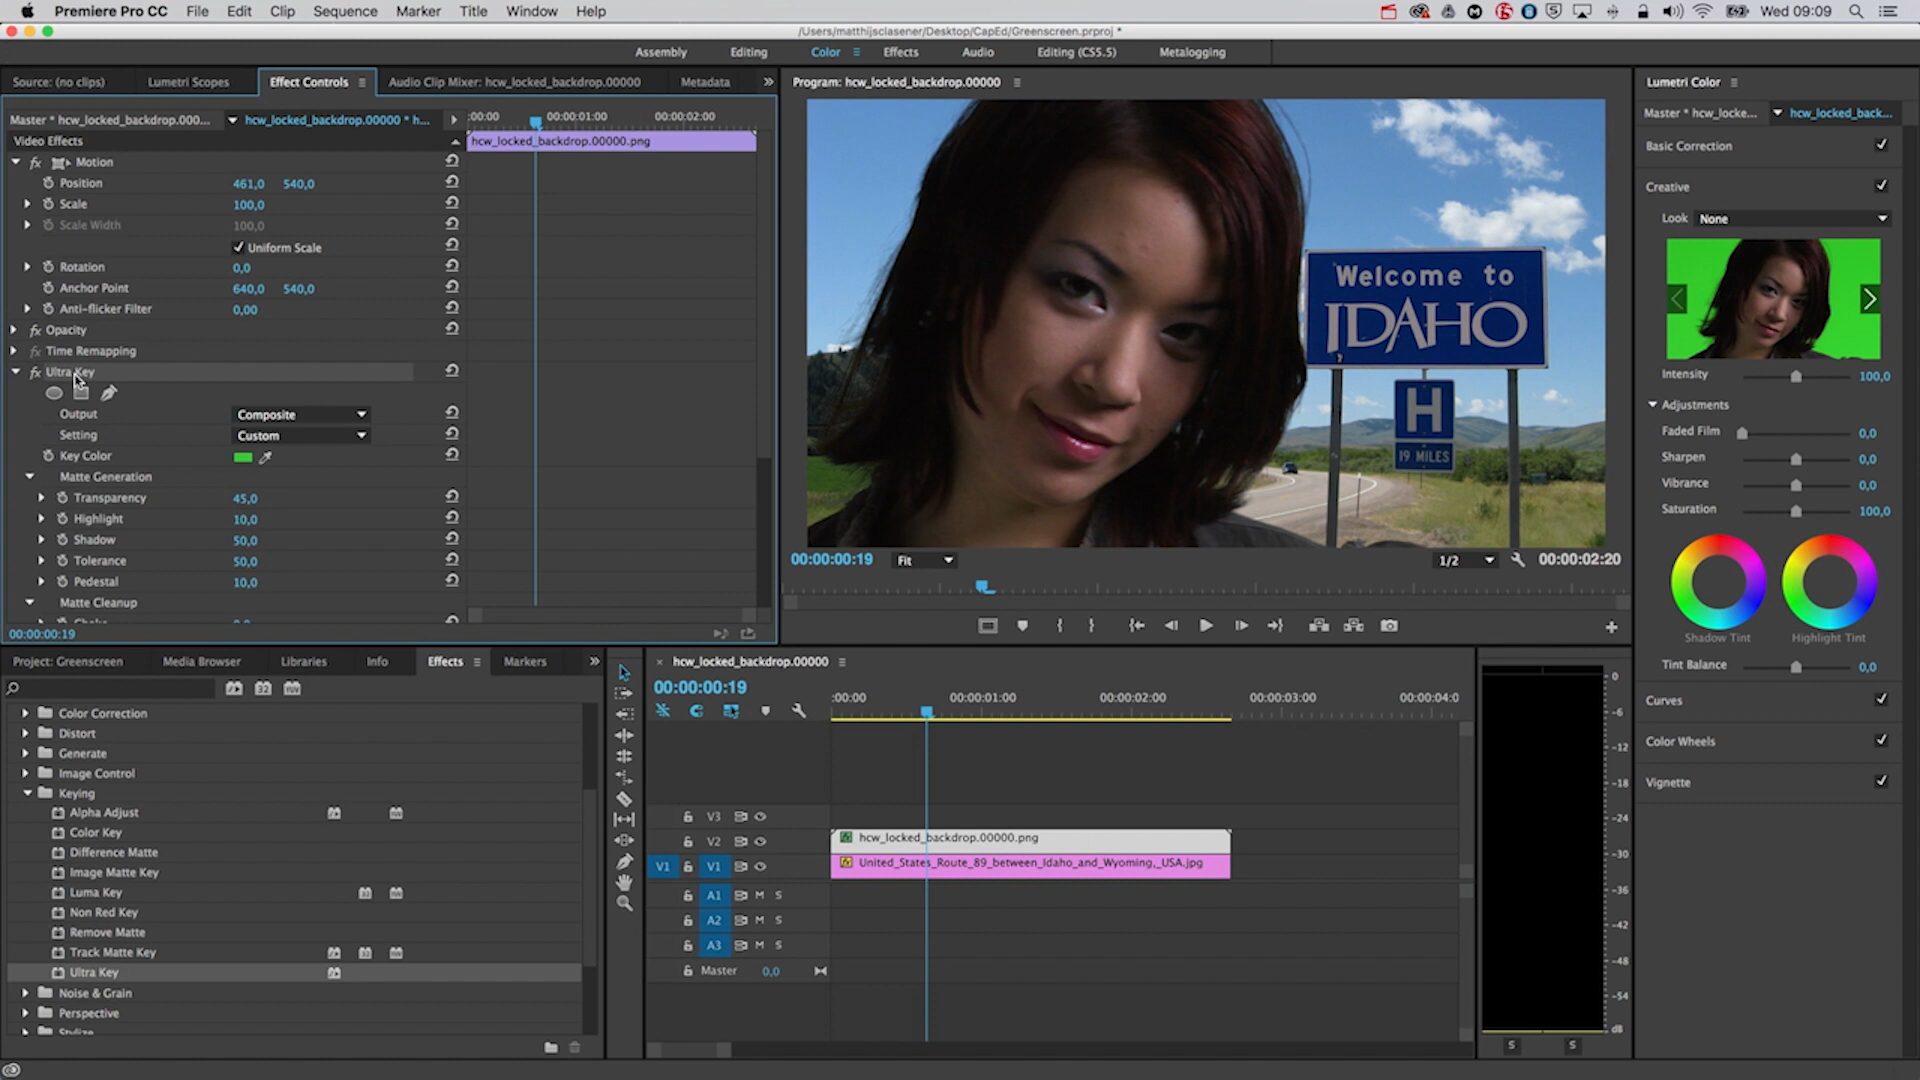 Premiere Pro CC File Edit Clip Sequence Marker Title Window Help Wed 09:09
/Users/matthijsclasener/Desktop/CapEd/Greenscreen.prproj *
Assembly Editing Color Effects Audio Editing (CS5.5) Metalogging
Source: (no clips) Lumetri Scopes Effect Controls Audio Clip Mixer: hcw_locked_backdrop.00000 Metadata
Master * hcw_locked_backdrop.000... hcw_locked_backdrop.00000 * h... :00:00 00:00:01:00 00:00:02:00
Video Effects
hcw_locked_backdrop.00000.png
fx Motion
Position 461,0 540,0
Scale 100,0
Scale Width 100,0
Uniform Scale
Rotation 0,0
Anchor Point 640,0 540,0
Anti-flicker Filter 0,00
fx Opacity
fx Time Remapping
fx Ultra Key
Output Composite
Setting Custom
Key Color
Matte Generation
Transparency 45,0
Highlight 10,0
Shadow 50,0
Tolerance 50,0
Pedestal 10,0
Matte Cleanup
00:00:00:19
Program: hcw_locked_backdrop.00000
Welcome to
IDAHO
H
19 MILES
00:00:00:19 Fit 1/2 00:00:02:20
Lumetri Color
Master * hcw_locke... hcw_locked_back...
Basic Correction
Creative
Look None
Intensity 100,0
Adjustments
Faded Film 0,0
Sharpen 0,0
Vibrance 0,0
Saturation 100,0
Shadow Tint Highlight Tint
Tint Balance 0,0
Curves
Color Wheels
Vignette
Project: Greenscreen Media Browser Libraries Info Effects Markers
Color Correction
Distort
Generate
Image Control
Keying
Alpha Adjust
Color Key
Difference Matte
Image Matte Key
Luma Key
Non Red Key
Remove Matte
Track Matte Key
Ultra Key
Noise & Grain
Perspective
Stylize
× hcw_locked_backdrop.00000
00:00:00:19
:00:00 00:00:01:00 00:00:02:00 00:00:03:00 00:00:04:0
V3
V2 hcw_locked_backdrop.00000.png
V1 V1 United_States_Route_89_between_Idaho_and_Wyoming,_USA.jpg
A1 M S
A2 M S
A3 M S
Master 0,0
0
-6
-12
-18
-24
-30
-36
-42
-48
-54
dB
S S